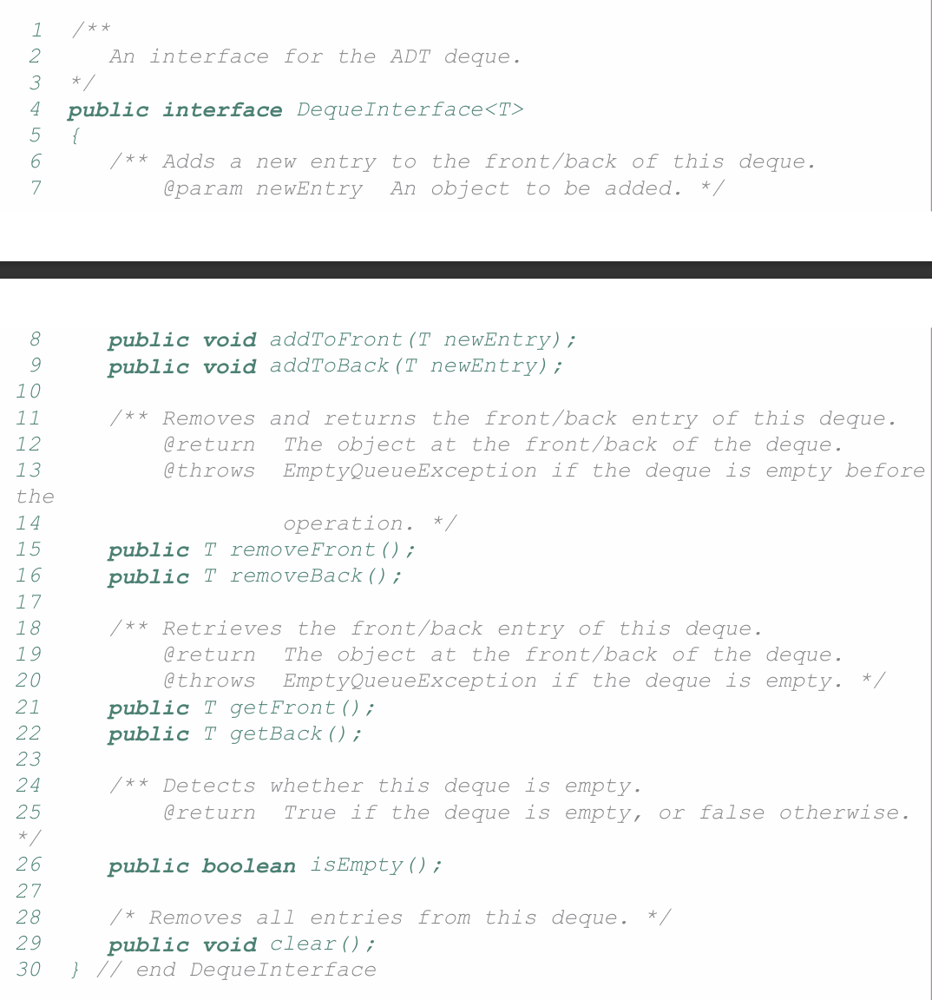 1 /**
2 An interface for the ADT deque.
3 */
4 public interface DequeInterface<T>
5 {
6 /** Adds a new entry to the front/back of this deque.
7 @param newEntry An object to be added. */
8 public void addToFront(T newEntry);
9 public void addToBack(T newEntry);
10
11 /** Removes and returns the front/back entry of this deque.
12 @return The object at the front/back of the deque.
13 @throws EmptyQueueException if the deque is empty before
the
14 operation. */
15 public T removeFront();
16 public T removeBack();
17
18 /** Retrieves the front/back entry of this deque.
19 @return The object at the front/back of the deque.
20 @throws EmptyQueueException if the deque is empty. */
21 public T getFront();
22 public T getBack();
23
24 /** Detects whether this deque is empty.
25 @return True if the deque is empty, or false otherwise.
*/
26 public boolean isEmpty();
27
28 /* Removes all entries from this deque. */
29 public void clear();
30 } // end DequeInterface